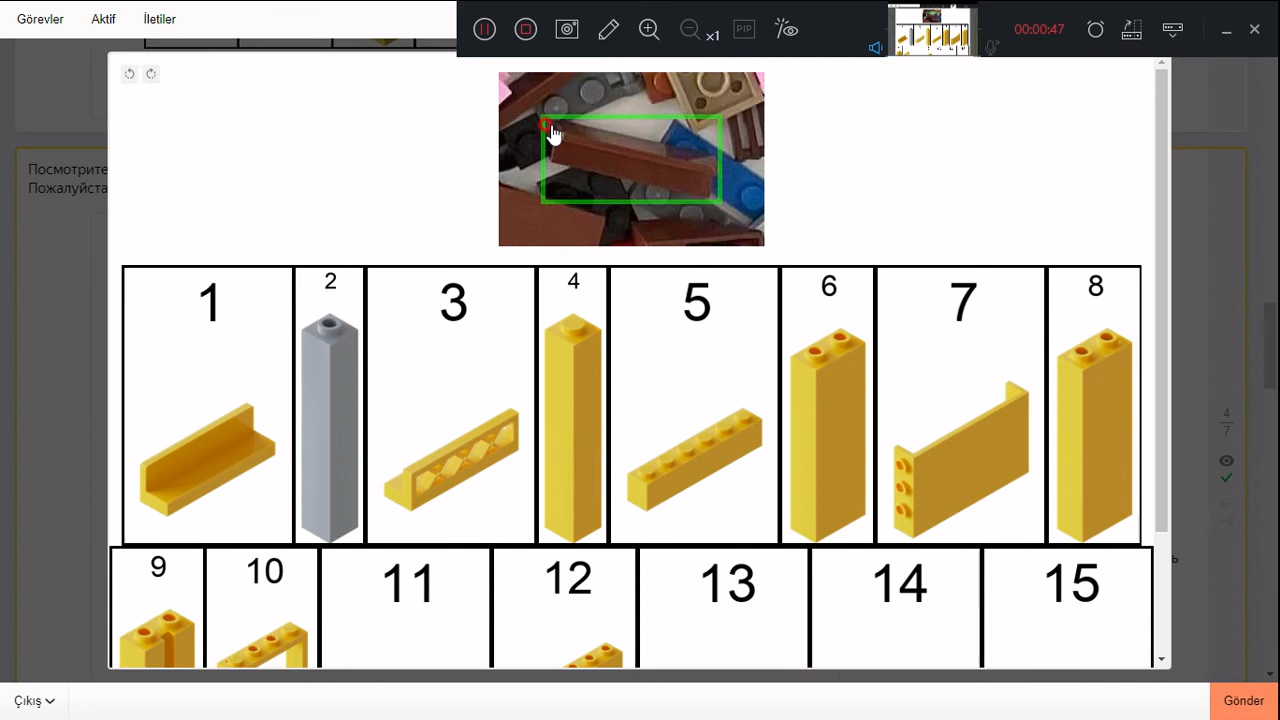 Görevler Aktif İletiler
x1 PIP 00:00:47
Посмотрите
Пожалуйста
1 2 3 4 5 6 7 8
4
7
9 10 11 12 13 14 15
ь
Çıkış Gönder